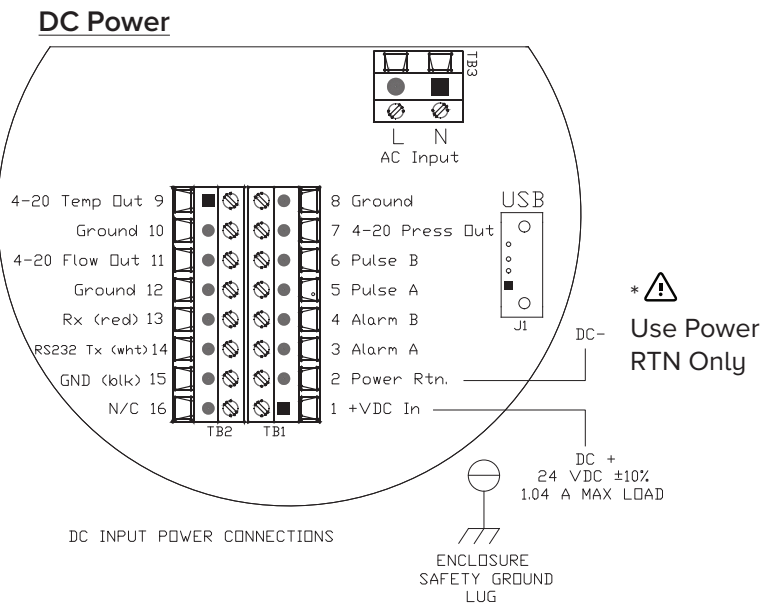 DC Power
TB3
L N
AC Input
4-20 Temp Out 9
Ground 10
4-20 Flow Out 11
Ground 12
Rx (red) 13
RS232 Tx (wht) 14
GND (blk) 15
N/C 16
TB2 TB1
8 Ground
7 4-20 Press Out
6 Pulse B
5 Pulse A
4 Alarm B
3 Alarm A
2 Power Rtn.
1 +VDC In
USB
J1
DC-
* ⚠
Use Power
RTN Only
DC +
24 VDC ±10%
1.04 A MAX LOAD
DC INPUT POWER CONNECTIONS
ENCLOSURE
SAFETY GROUND
LUG